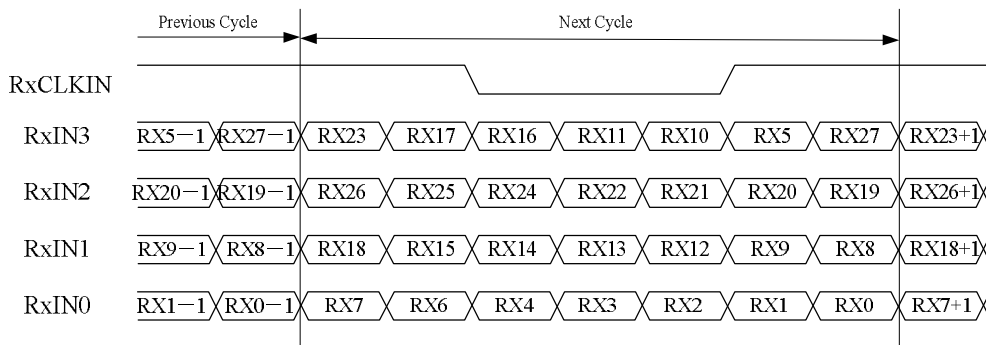 Previous Cycle Next Cycle
RxCLKIN
RxIN3 RX5－1 RX27－1 RX23 RX17 RX16 RX11 RX10 RX5 RX27 RX23+1
RxIN2 RX20－1 RX19－1 RX26 RX25 RX24 RX22 RX21 RX20 RX19 RX26+1
RxIN1 RX9－1 RX8－1 RX18 RX15 RX14 RX13 RX12 RX9 RX8 RX18+1
RxIN0 RX1－1 RX0－1 RX7 RX6 RX4 RX3 RX2 RX1 RX0 RX7+1